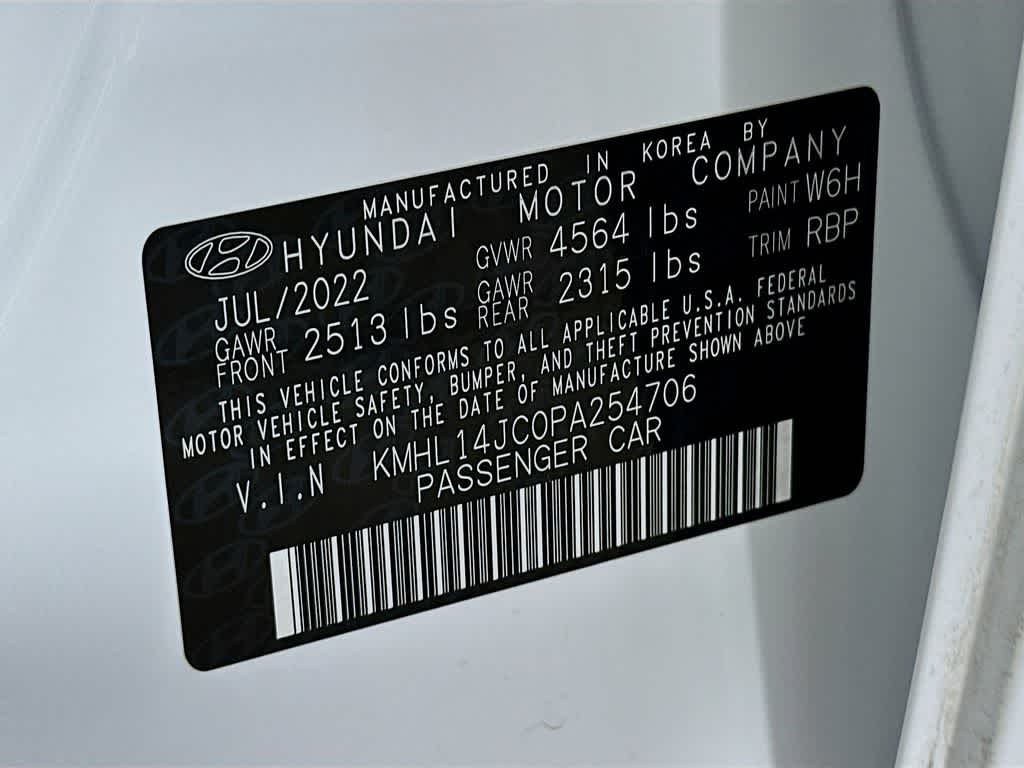 MANUFACTURED IN KOREA BY
HYUNDAI MOTOR COMPANY
JUL/2022 GVWR 4564 lbs PAINT W6H
GAWR FRONT 2513 lbs GAWR REAR 2315 lbs TRIM RBP
THIS VEHICLE CONFORMS TO ALL APPLICABLE U.S.A. FEDERAL
MOTOR VEHICLE SAFETY, BUMPER, AND THEFT PREVENTION STANDARDS
IN EFFECT ON THE DATE OF MANUFACTURE SHOWN ABOVE
V.I.N KMHL14JC0PA254706
PASSENGER CAR